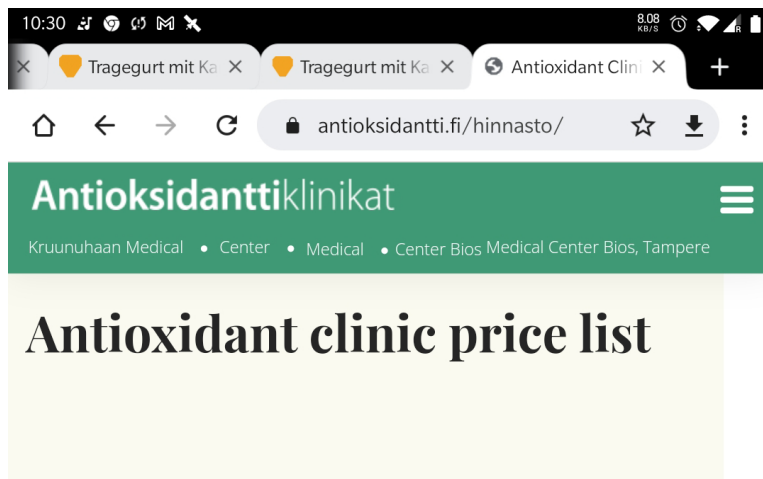 10:30 8.08 KB/S R
Tragegurt mit Ka Tragegurt mit Ka Antioxidant Clini
antioksidantti.fi/hinnasto/
Antioksidanttiklinikat
Kruunuhaan Medical • Center • Medical • Center Bios Medical Center Bios, Tampere
Antioxidant clinic price list